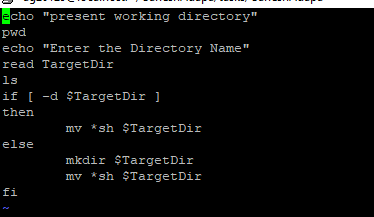 echo "present working directory"
pwd
echo "Enter the Directory Name"
read TargetDir
ls
if [ -d $TargetDir ]
then
mv *sh $TargetDir
else
mkdir $TargetDir
mv *sh $TargetDir
fi
~